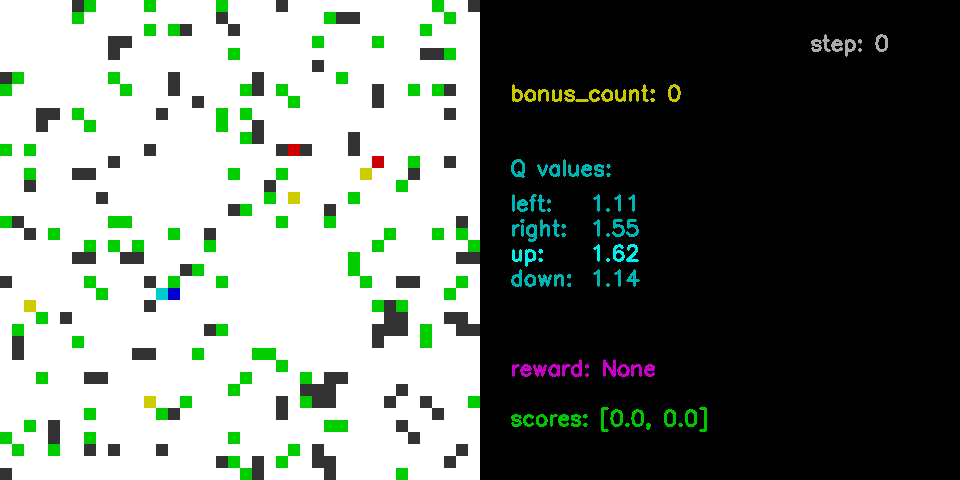 step: 0
bonus_count: 0
Q values:
left: 1.11
right: 1.55
up: 1.62
down: 1.14
reward: None
scores: [0.0, 0.0]